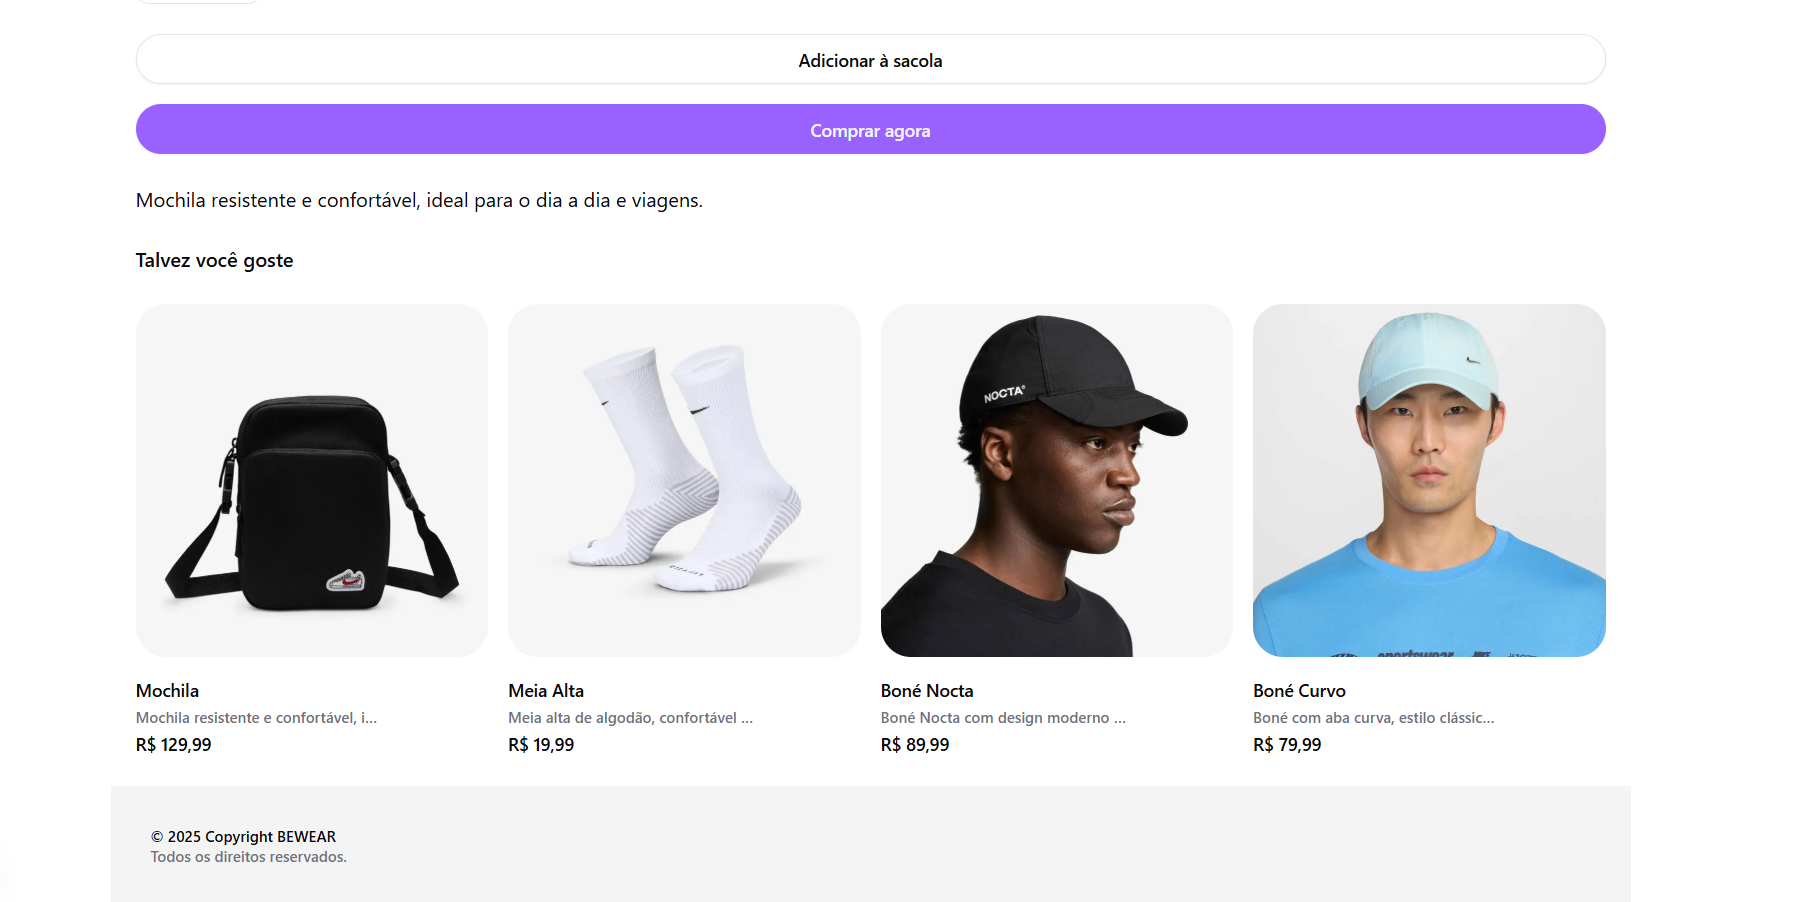 Adicionar à sacola
Comprar agora
Mochila resistente e confortável, ideal para o dia a dia e viagens.
Talvez você goste
NOCTA®
Mochila
Mochila resistente e confortável, i...
R$ 129,99
Meia Alta
Meia alta de algodão, confortável ...
R$ 19,99
Boné Nocta
Boné Nocta com design moderno ...
R$ 89,99
Boné Curvo
Boné com aba curva, estilo clássic...
R$ 79,99
© 2025 Copyright BEWEAR
Todos os direitos reservados.